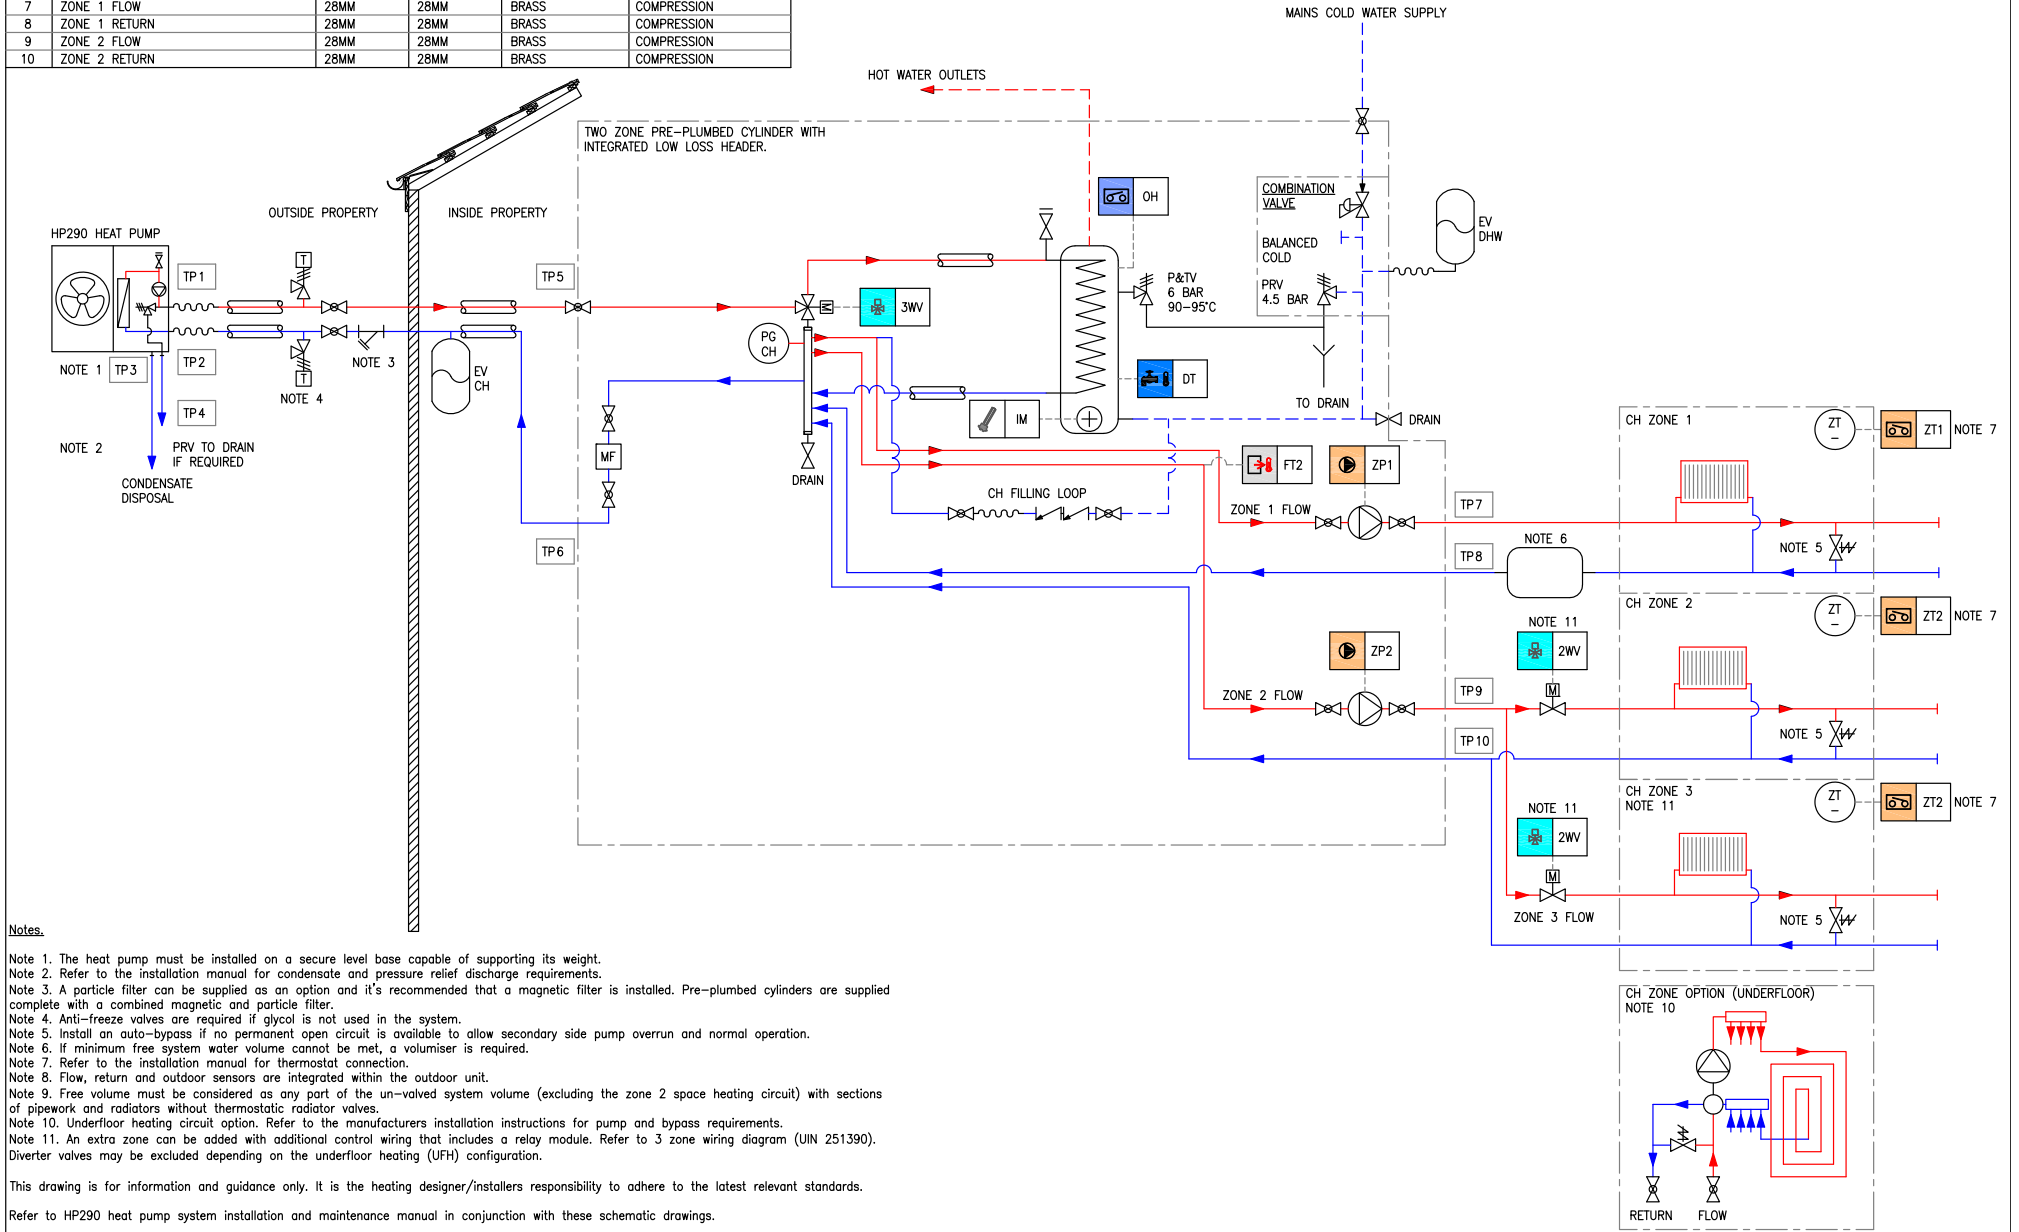 7 ZONE 1 FLOW 28MM 28MM BRASS COMPRESSION
8 ZONE 1 RETURN 28MM 28MM BRASS COMPRESSION
9 ZONE 2 FLOW 28MM 28MM BRASS COMPRESSION
10 ZONE 2 RETURN 28MM 28MM BRASS COMPRESSION
MAINS COLD WATER SUPPLY
HOT WATER OUTLETS
TWO ZONE PRE-PLUMBED CYLINDER WITH
INTEGRATED LOW LOSS HEADER.
OUTSIDE PROPERTY
INSIDE PROPERTY
HP290 HEAT PUMP
TP1
T
TP2
NOTE 1
TP3
TP4
NOTE 2
PRV TO DRAIN
IF REQUIRED
CONDENSATE
DISPOSAL
NOTE 3
T
NOTE 4
EV
CH
TP5
TP6
MF
PG
CH
M
3WV
DRAIN
OH
COMBINATION
VALVE
BALANCED
COLD
PRV
4.5 BAR
EV
DHW
P&TV
6 BAR
90-95°C
DT
IM
TO DRAIN
DRAIN
FT2
ZP1
CH FILLING LOOP
ZONE 1 FLOW
TP7
TP8
NOTE 6
CH ZONE 1
ZT
-
ZT1
NOTE 7
NOTE 5
ZP2
ZONE 2 FLOW
TP9
TP10
NOTE 11
2WV
M
CH ZONE 2
ZT
-
ZT2
NOTE 7
NOTE 5
NOTE 11
2WV
M
ZONE 3 FLOW
CH ZONE 3
NOTE 11
ZT
-
ZT2
NOTE 7
NOTE 5
CH ZONE OPTION (UNDERFLOOR)
NOTE 10
RETURN
FLOW
Notes.
Note 1. The heat pump must be installed on a secure level base capable of supporting its weight.
Note 2. Refer to the installation manual for condensate and pressure relief discharge requirements.
Note 3. A particle filter can be supplied as an option and it's recommended that a magnetic filter is installed. Pre-plumbed cylinders are supplied
complete with a combined magnetic and particle filter.
Note 4. Anti-freeze valves are required if glycol is not used in the system.
Note 5. Install an auto-bypass if no permanent open circuit is available to allow secondary side pump overrun and normal operation.
Note 6. If minimum free system water volume cannot be met, a volumiser is required.
Note 7. Refer to the installation manual for thermostat connection.
Note 8. Flow, return and outdoor sensors are integrated within the outdoor unit.
Note 9. Free volume must be considered as any part of the un-valved system volume (excluding the zone 2 space heating circuit) with sections
of pipework and radiators without thermostatic radiator valves.
Note 10. Underfloor heating circuit option. Refer to the manufacturers installation instructions for pump and bypass requirements.
Note 11. An extra zone can be added with additional control wiring that includes a relay module. Refer to 3 zone wiring diagram (UIN 251390).
Diverter valves may be excluded depending on the underfloor heating (UFH) configuration.
This drawing is for information and guidance only. It is the heating designer/installers responsibility to adhere to the latest relevant standards.
Refer to HP290 heat pump system installation and maintenance manual in conjunction with these schematic drawings.